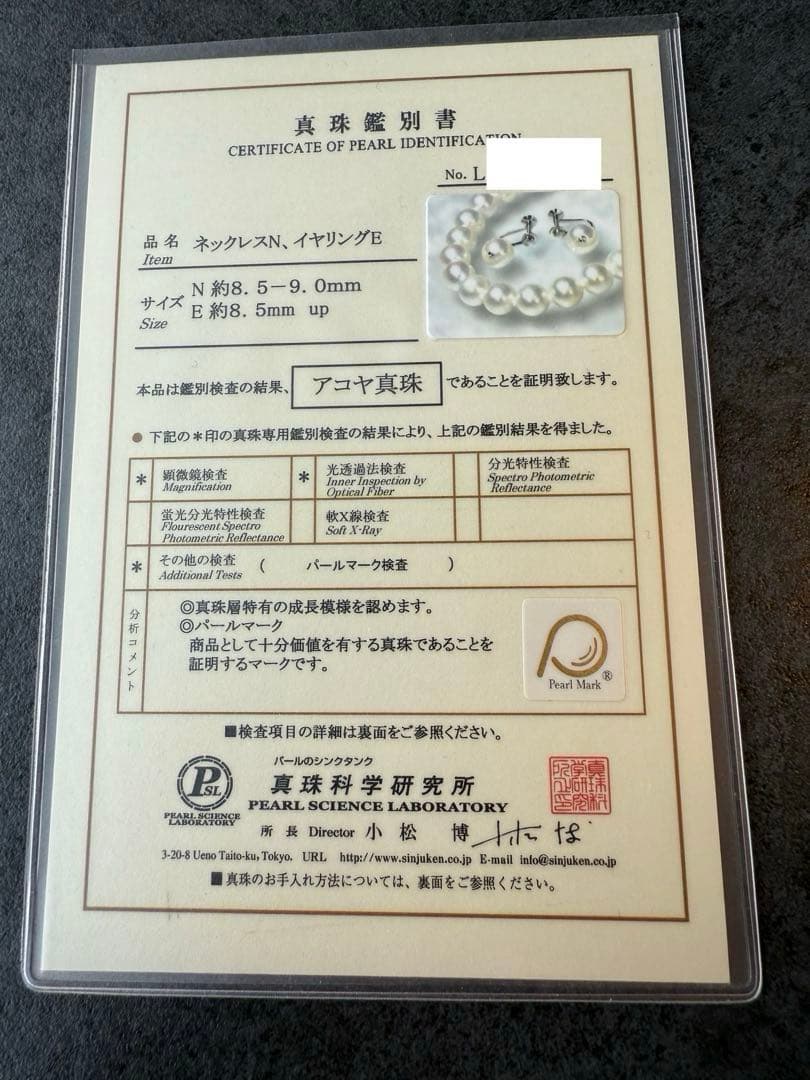 真珠鑑別書
CERTIFICATE OF PEARL IDENTIFICATION
No. L
品名 ネックレスN、イヤリングE
Item
サイズ N 約8.5－9.0mm
Size E 約8.5mm up
本品は鑑別検査の結果、 アコヤ真珠 であることを証明致します。
● 下記の＊印の真珠専用鑑別検査の結果により、上記の鑑別結果を得ました。
＊ 顕微鏡検査 ＊ 光透過法検査 分光特性検査
Magnification Inner Inspection by Spectro Photometric
Optical Fiber Reflectance
蛍光分光特性検査 軟X線検査
Flourescent Spectro Soft X-Ray
Photometric Reflectance
＊ その他の検査 （ パールマーク検査 ）
Additional Tests
分析コメント
◎真珠層特有の成長模様を認めます。
◎パールマーク
商品として十分価値を有する真珠であることを
証明するマークです。
Pearl Mark ®
■検査項目の詳細は裏面をご参照ください。
パールのシンクタンク
PSL 真珠科学研究所
PEARL SCIENCE LABORATORY
PEARL SCIENCE
LABORATORY
所長 Director 小松 博
3-20-8 Ueno Taito-ku, Tokyo. URL http://www.sinjuken.co.jp E-mail info@sinjuken.co.jp
■真珠のお手入れ方法については、裏面をご参照ください。